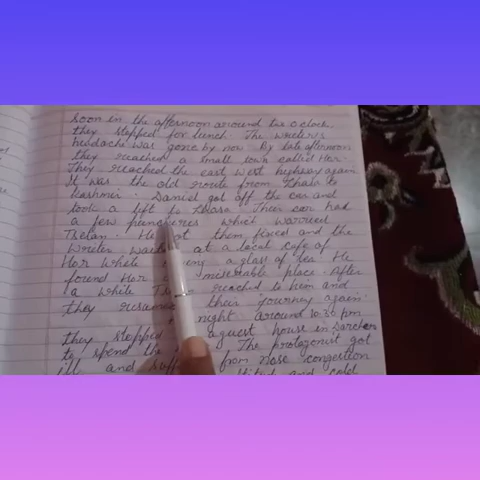 soon in the afternoon around two o clock
they stopped for lunch. The writer's
headache was gone by now. By late afternoon
they reached a small town called Hor.
They reached the east west highway again.
It was the old route from to
Kashmir. Daniel got off the car and
took a lift to Lhasa. Their car had
a few punctures which worried
Tsetan. He got them fixed and the
writer at a local cafe of
Hor while a glass of tea. He
found Hor a miserable place. After
a while reached to him and
they resumed their journey again.
night around 10:30 pm
they stopped a guest house in Darchen
to spend the The protagonist got
ill and from nose congestion
and cold